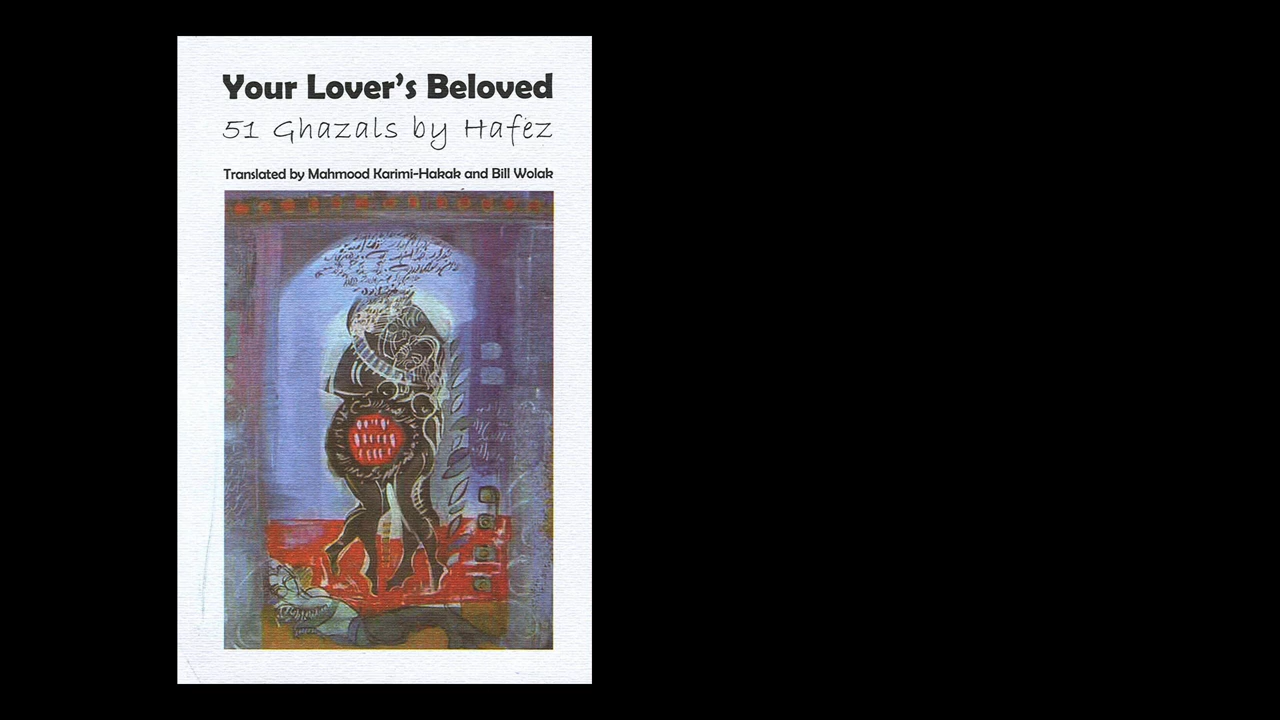 Your Lover's Beloved
51 Ghazals by Hafez
Translated by Mahmood Karimi-Hakak and Bill Wolak